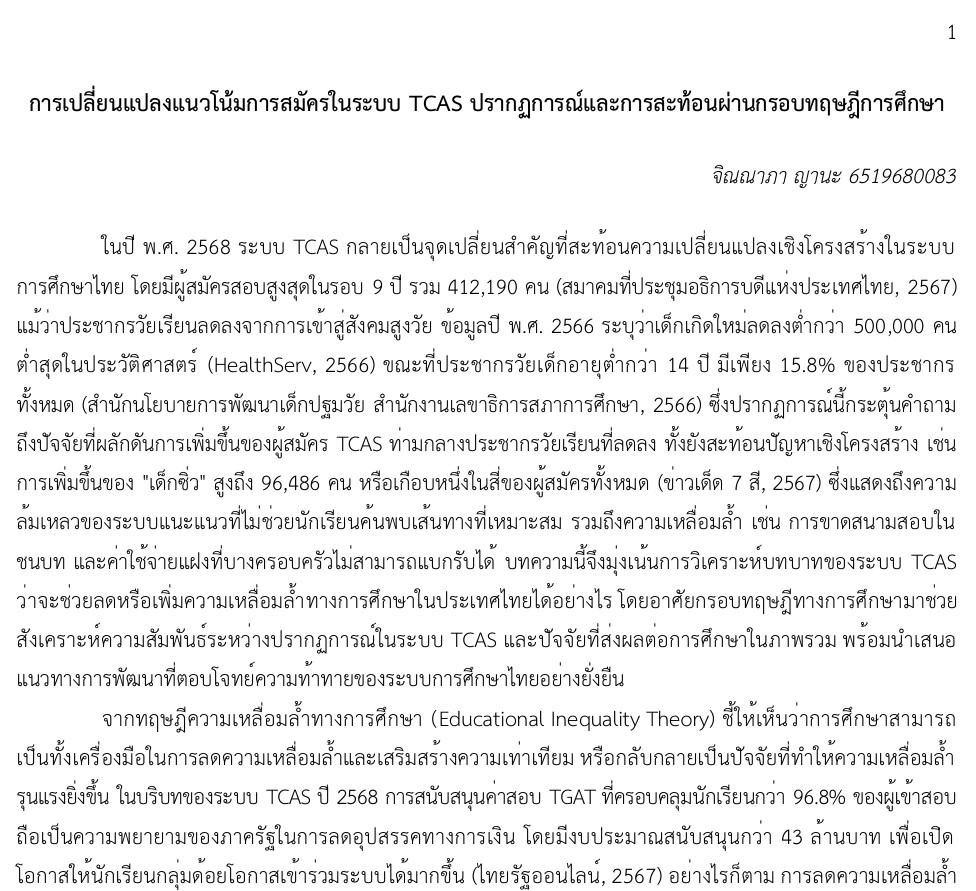 1
การเปลี่ยนแปลงแนวโน้มการสมัครในระบบ TCAS ปรากฏการณ์และการสะท้อนผ่านกรอบทฤษฎีการศึกษา
จิณณาภา ญานะ 6519680083
ในปี พ.ศ. 2568 ระบบ TCAS กลายเป็นจุดเปลี่ยนสำคัญที่สะท้อนความเปลี่ยนแปลงเชิงโครงสร้างในระบบ
การศึกษาไทย โดยมีผู้สมัครสอบสูงสุดในรอบ 9 ปี รวม 412,190 คน (สมาคมที่ประชุมอธิการบดีแห่งประเทศไทย, 2567)
แม้ว่าประชากรวัยเรียนลดลงจากการเข้าสู่สังคมสูงวัย ข้อมูลปี พ.ศ. 2566 ระบุว่าเด็กเกิดใหม่ลดลงต่ำกว่า 500,000 คน
ต่ำสุดในประวัติศาสตร์ (HealthServ, 2566) ขณะที่ประชากรวัยเด็กอายุต่ำกว่า 14 ปี มีเพียง 15.8% ของประชากร
ทั้งหมด (สำนักนโยบายการพัฒนาเด็กปฐมวัย สำนักงานเลขาธิการสภาการศึกษา, 2566) ซึ่งปรากฏการณ์นี้กระตุ้นคำถาม
ถึงปัจจัยที่ผลักดันการเพิ่มขึ้นของผู้สมัคร TCAS ท่ามกลางประชากรวัยเรียนที่ลดลง ทั้งยังสะท้อนปัญหาเชิงโครงสร้าง เช่น
การเพิ่มขึ้นของ "เด็กซิ่ว" สูงถึง 96,486 คน หรือเกือบหนึ่งในสี่ของผู้สมัครทั้งหมด (ข่าวเด็ด 7 สี, 2567) ซึ่งแสดงถึงความ
ล้มเหลวของระบบแนะแนวที่ไม่ช่วยนักเรียนค้นพบเส้นทางที่เหมาะสม รวมถึงความเหลื่อมล้ำ เช่น การขาดสนามสอบใน
ชนบท และค่าใช้จ่ายแฝงที่บางครอบครัวไม่สามารถแบกรับได้ บทความนี้จึงมุ่งเน้นการวิเคราะห์บทบาทของระบบ TCAS
ว่าจะช่วยลดหรือเพิ่มความเหลื่อมล้ำทางการศึกษาในประเทศไทยได้อย่างไร โดยอาศัยกรอบทฤษฎีทางการศึกษามาช่วย
สังเคราะห์ความสัมพันธ์ระหว่างปรากฏการณ์ในระบบ TCAS และปัจจัยที่ส่งผลต่อการศึกษาในภาพรวม พร้อมนำเสนอ
แนวทางการพัฒนาที่ตอบโจทย์ความท้าทายของระบบการศึกษาไทยอย่างยั่งยืน
จากทฤษฎีความเหลื่อมล้ำทางการศึกษา (Educational Inequality Theory) ชี้ให้เห็นว่าการศึกษาสามารถ
เป็นทั้งเครื่องมือในการลดความเหลื่อมล้ำและเสริมสร้างความเท่าเทียม หรือกลับกลายเป็นปัจจัยที่ทำให้ความเหลื่อมล้ำ
รุนแรงยิ่งขึ้น ในบริบทของระบบ TCAS ปี 2568 การสนับสนุนค่าสอบ TGAT ที่ครอบคลุมนักเรียนกว่า 96.8% ของผู้เข้าสอบ
ถือเป็นความพยายามของภาครัฐในการลดอุปสรรคทางการเงิน โดยมีงบประมาณสนับสนุนกว่า 43 ล้านบาท เพื่อเปิด
โอกาสให้นักเรียนกลุ่มด้อยโอกาสเข้าร่วมระบบได้มากขึ้น (ไทยรัฐออนไลน์, 2567) อย่างไรก็ตาม การลดความเหลื่อมล้ำ